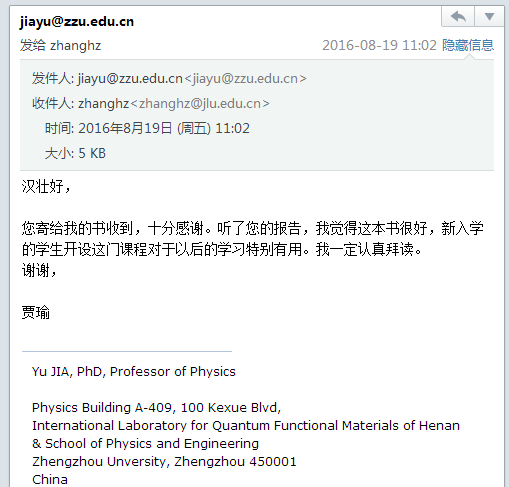 jiayu@zzu.edu.cn
发给 zhanghz 2016-08-19 11:02 隐藏信息
发件人: jiayu@zzu.edu.cn<jiayu@zzu.edu.cn>
收件人: zhanghz<zhanghz@jlu.edu.cn>
时间: 2016年8月19日 (周五) 11:02
大小: 5 KB
汉壮好，
您寄给我的书收到，十分感谢。听了您的报告，我觉得这本书很好，新入学
的学生开设这门课程对于以后的学习特别有用。我一定认真拜读。
谢谢，
贾瑜
Yu JIA, PhD, Professor of Physics
Physics Building A-409, 100 Kexue Blvd,
International Laboratory for Quantum Functional Materials of Henan
& School of Physics and Engineering
Zhengzhou Unversity, Zhengzhou 450001
China